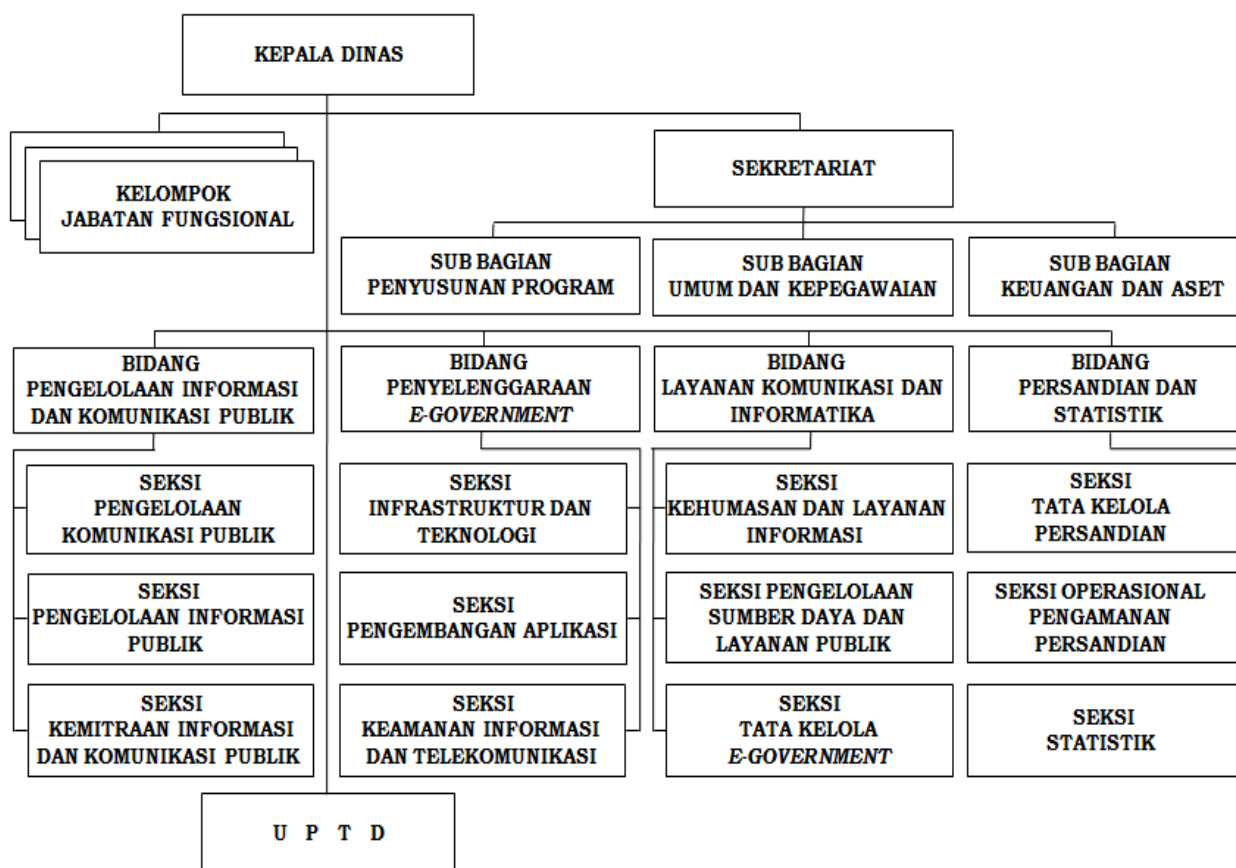 KEPALA DINAS
KELOMPOK
JABATAN FUNGSIONAL
SEKRETARIAT
SUB BAGIAN
PENYUSUNAN PROGRAM
SUB BAGIAN
UMUM DAN KEPEGAWAIAN
SUB BAGIAN
KEUANGAN DAN ASET
BIDANG
PENGELOLAAN INFORMASI
DAN KOMUNIKASI PUBLIK
BIDANG
PENYELENGGARAAN
E-GOVERNMENT
BIDANG
LAYANAN KOMUNIKASI DAN
INFORMATIKA
BIDANG
PERSANDIAN DAN
STATISTIK
SEKSI
PENGELOLAAN
KOMUNIKASI PUBLIK
SEKSI
INFRASTRUKTUR DAN
TEKNOLOGI
SEKSI
KEHUMASAN DAN LAYANAN
INFORMASI
SEKSI
TATA KELOLA
PERSANDIAN
SEKSI
PENGELOLAAN INFORMASI
PUBLIK
SEKSI
PENGEMBANGAN APLIKASI
SEKSI PENGELOLAAN
SUMBER DAYA DAN
LAYANAN PUBLIK
SEKSI OPERASIONAL
PENGAMANAN
PERSANDIAN
SEKSI
KEMITRAAN INFORMASI
DAN KOMUNIKASI PUBLIK
SEKSI
KEAMANAN INFORMASI
DAN TELEKOMUNIKASI
SEKSI
TATA KELOLA
E-GOVERNMENT
SEKSI
STATISTIK
U P T D